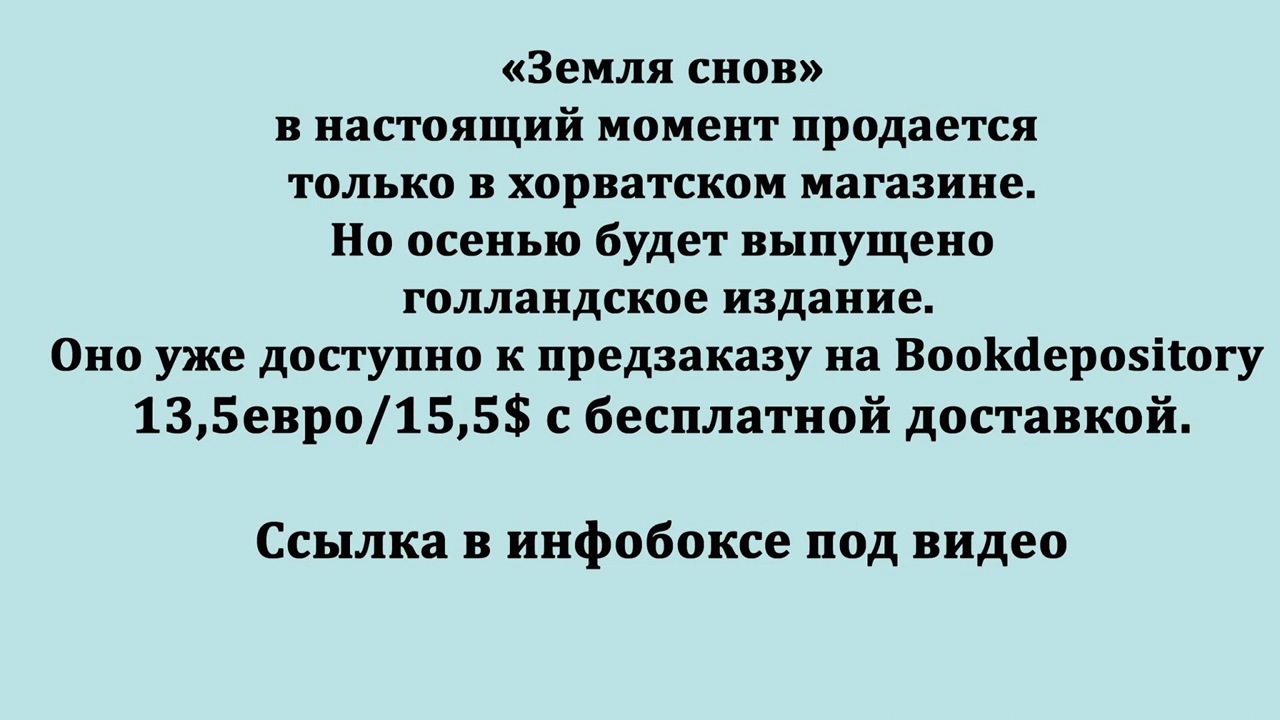 «Земля снов»
в настоящий момент продается
только в хорватском магазине.
Но осенью будет выпущено
голландское издание.
Оно уже доступно к предзаказу на Bookdepository
13,5евро/15,5$ с бесплатной доставкой.
Ссылка в инфобоксе под видео